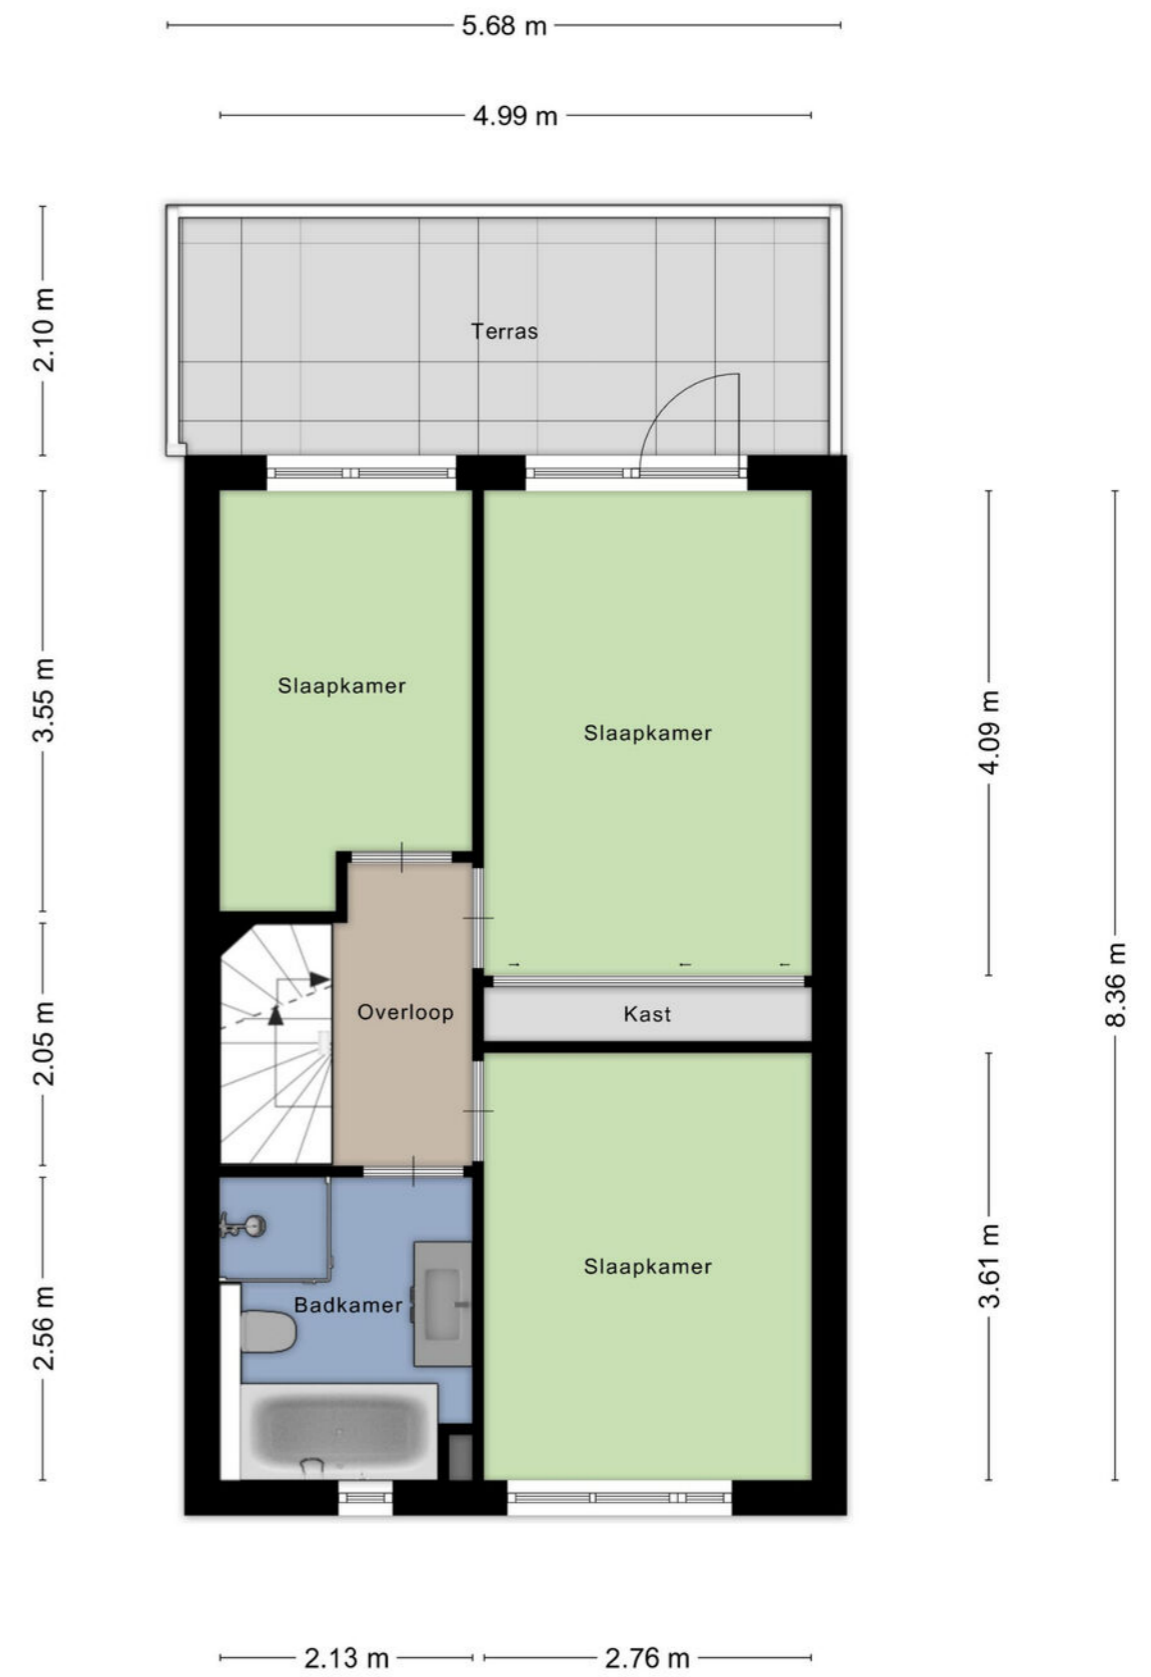 5.68 m
4.99 m
2.10 m
Terras
3.55 m
Slaapkamer
Slaapkamer
4.09 m
8.36 m
2.05 m
Overloop
Kast
2.56 m
Badkamer
Slaapkamer
3.61 m
2.13 m
2.76 m